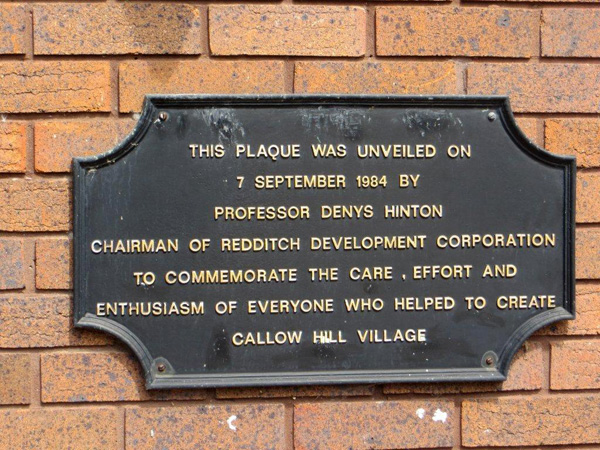 THIS PLAQUE WAS UNVEILED ON
7 SEPTEMBER 1984 BY
PROFESSOR DENYS HINTON
CHAIRMAN OF REDDITCH DEVELOPMENT CORPORATION
TO COMMEMORATE THE CARE , EFFORT AND
ENTHUSIASM OF EVERYONE WHO HELPED TO CREATE
CALLOW HILL VILLAGE